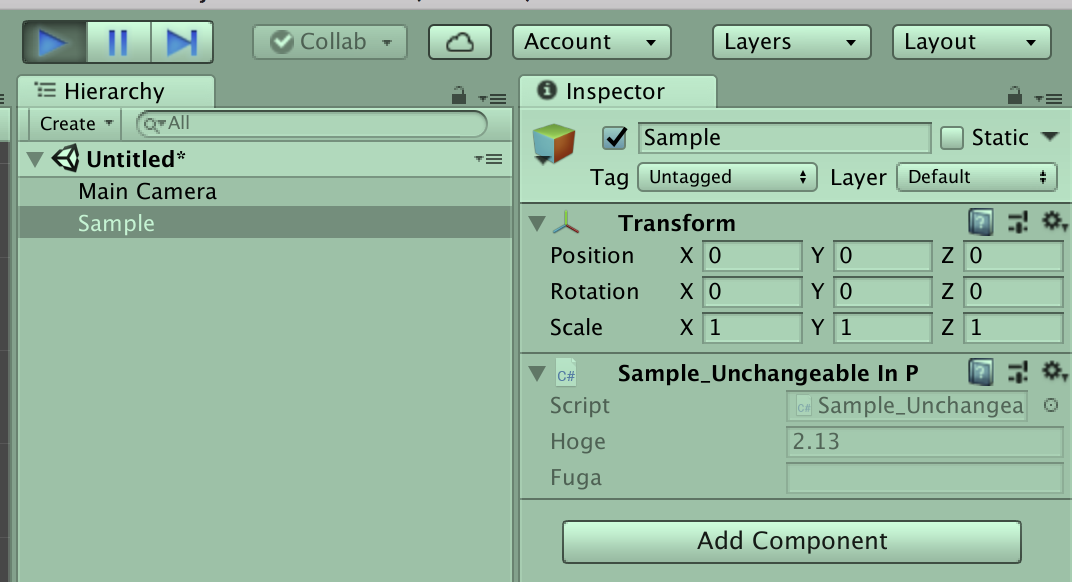 Collab
Account
Layers
Layout
Hierarchy
Create
All
Untitled*
Main Camera
Sample
Inspector
Sample
Static
Tag Untagged Layer Default
Transform
Position X 0 Y 0 Z 0
Rotation X 0 Y 0 Z 0
Scale X 1 Y 1 Z 1
C# Sample_Unchangeable In P
Script C# Sample_Unchangea
Hoge 2.13
Fuga
Add Component